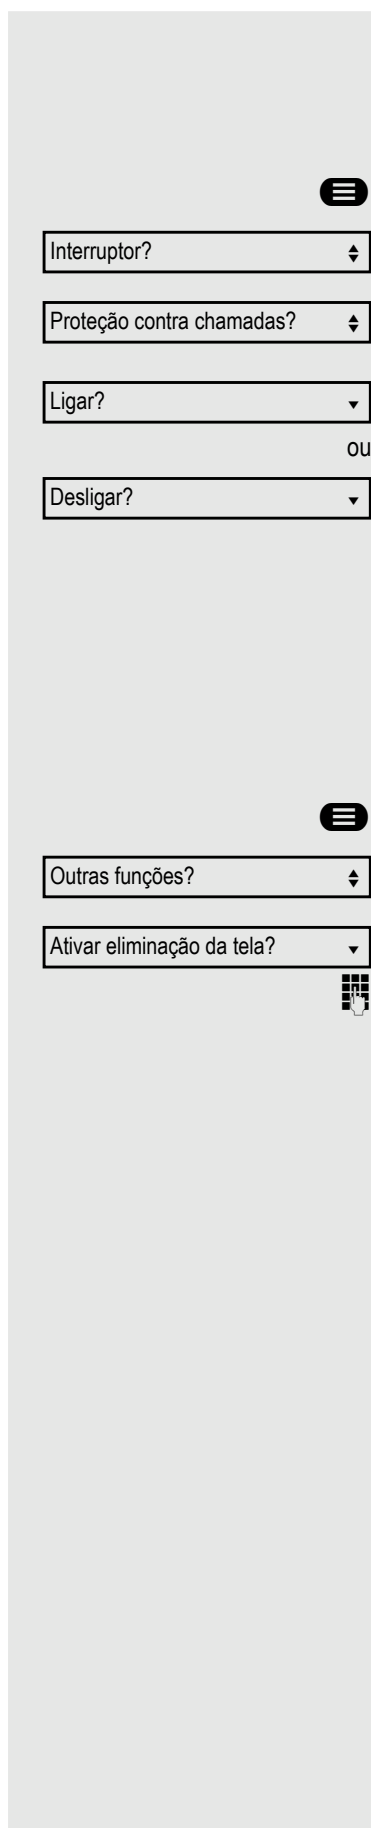 Interruptor?
Proteção contra chamadas?
Ligar?
ou
Desligar?
Outras funções?
Ativar eliminação da tela?